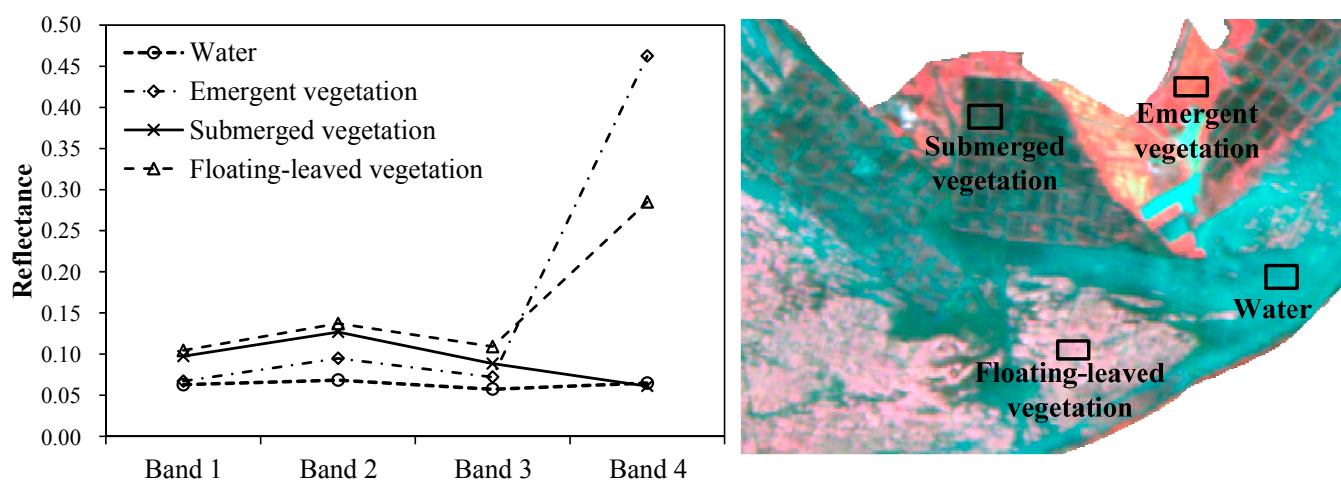 Reflectance
0.50
0.45
0.40
0.35
0.30
0.25
0.20
0.15
0.10
0.05
0.00
Water
Emergent vegetation
Submerged vegetation
Floating-leaved vegetation
Band 1
Band 2
Band 3
Band 4
Submerged
vegetation
Emergent
vegetation
Water
Floating-leaved
vegetation